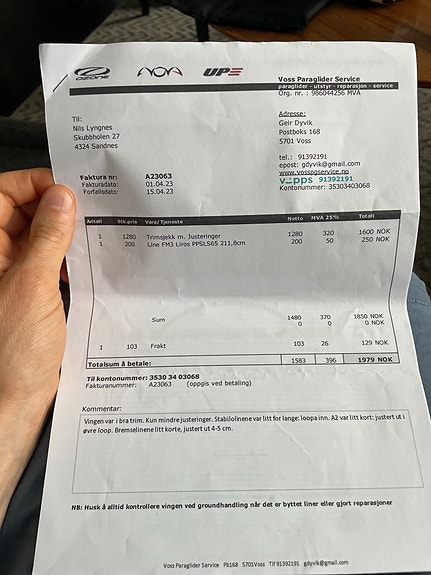 OZONE NOVA UP
Voss Paraglider Service
paraglider - utstyr - reparasjon - service
Org. nr. : 986044256 MVA
Til:
Nils Lyngnes
Skubbholen 27
4324 Sandnes
Adresse:
Geir Dyvik
Postboks 168
5701 Voss
tel.: 91392191
epost: gdyvik@gmail.com
www.vosspgservice.no
vipps 91392191
Kontonummer: 35303403068
Faktura nr: A23063
Fakturadato: 01.04.23
Forfallsdato: 15.04.23
Antall Stk.pris Vare/Tjeneste Netto MVA 25% Totalt
1 1280 Trimsjekk m. Justeringer 1280 320 1600 NOK
1 200 Line FM3 Liros PPSLS65 211,8cm 200 50 250 NOK
Sum 1480 370 1850 NOK
0 0 0 NOK
1 103 Frakt 103 26 129 NOK
Totalsum å betale: 1583 396 1979 NOK
Til kontonummer: 3530 34 03068
Fakturanummer: A23063 (oppgis ved betaling)
Kommentar:
Vingen var i bra trim. Kun mindre justeringer. Stabilolinene var litt for lange: loopa inn. A2 var litt kort: justert ut i
øvre loop. Bremselinene litt korte, justert ut 4-5 cm.
NB: Husk å alltid kontrollere vingen ved groundhandling når det er byttet liner eller gjort reparasjoner
Voss Paraglider Service Pb168 5701Voss Tlf 91392191 gdyvik@gmail.com